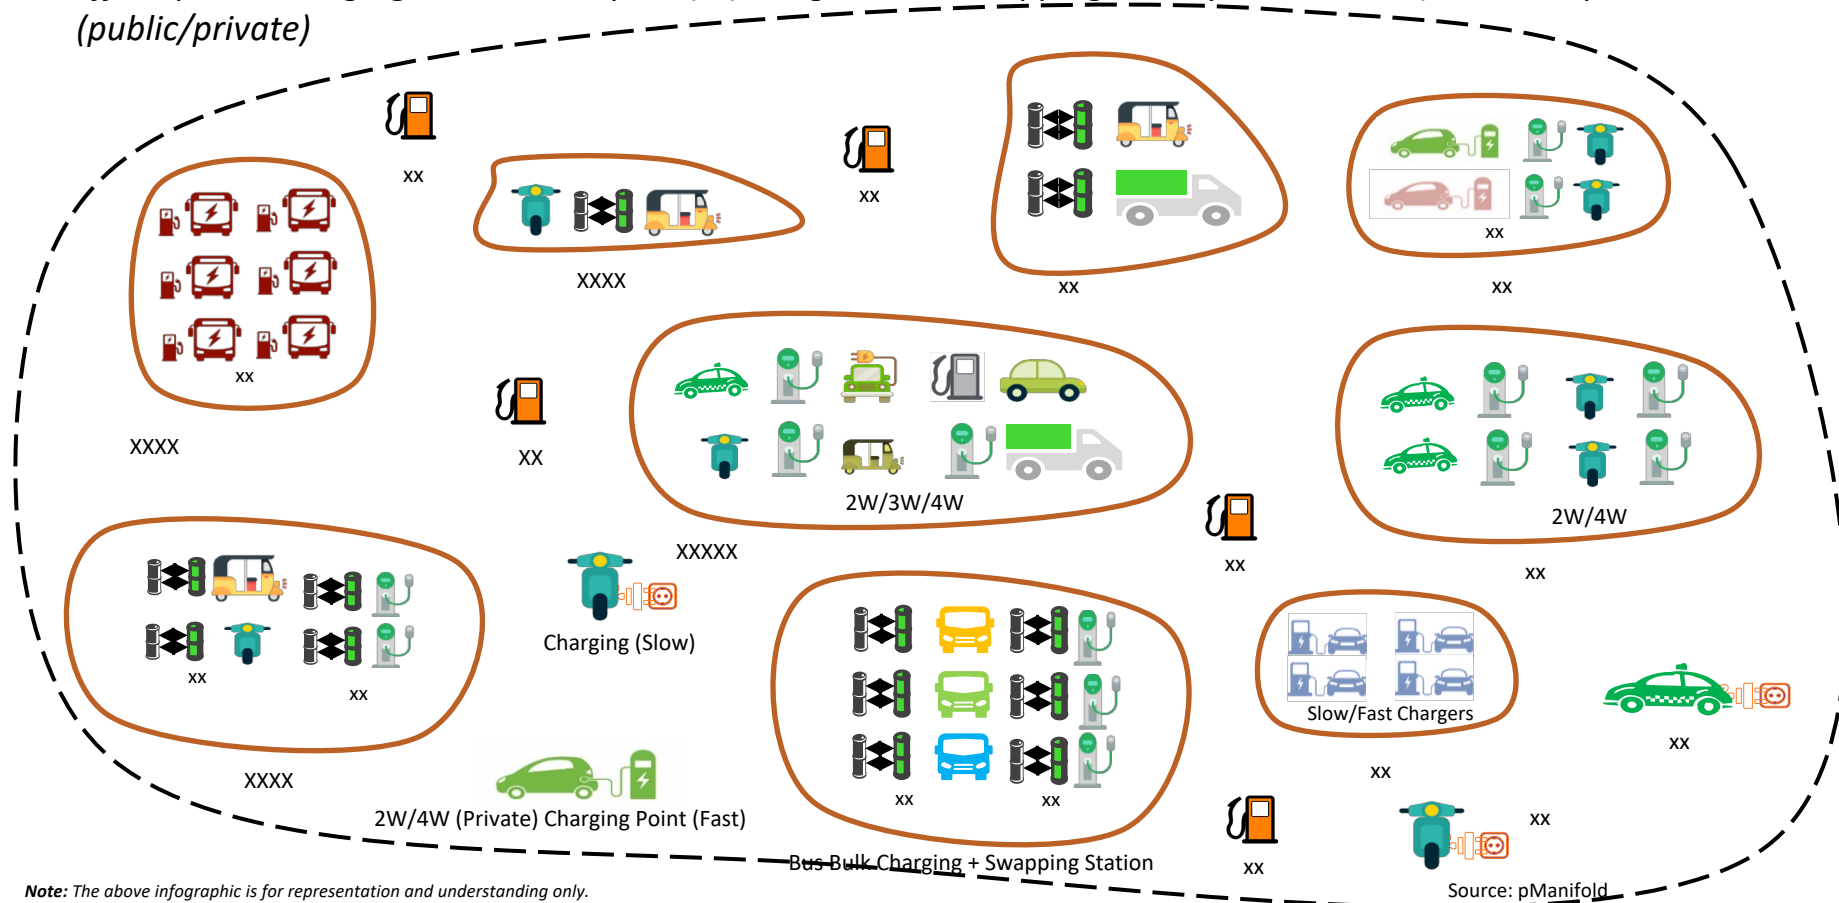 (public/private)
xx
xx
XXXX
xx
xx
xx
xx
XXXX
XX
2W/3W/4W
2W/4W
XXXXX
xx
xx
Charging (Slow)
xx
xx
Slow/Fast Chargers
xx
xx
XXXX
xx
xx
2W/4W (Private) Charging Point (Fast)
xx
Bus Bulk Charging + Swapping Station
xx
Note: The above infographic is for representation and understanding only.
Source: pManifold